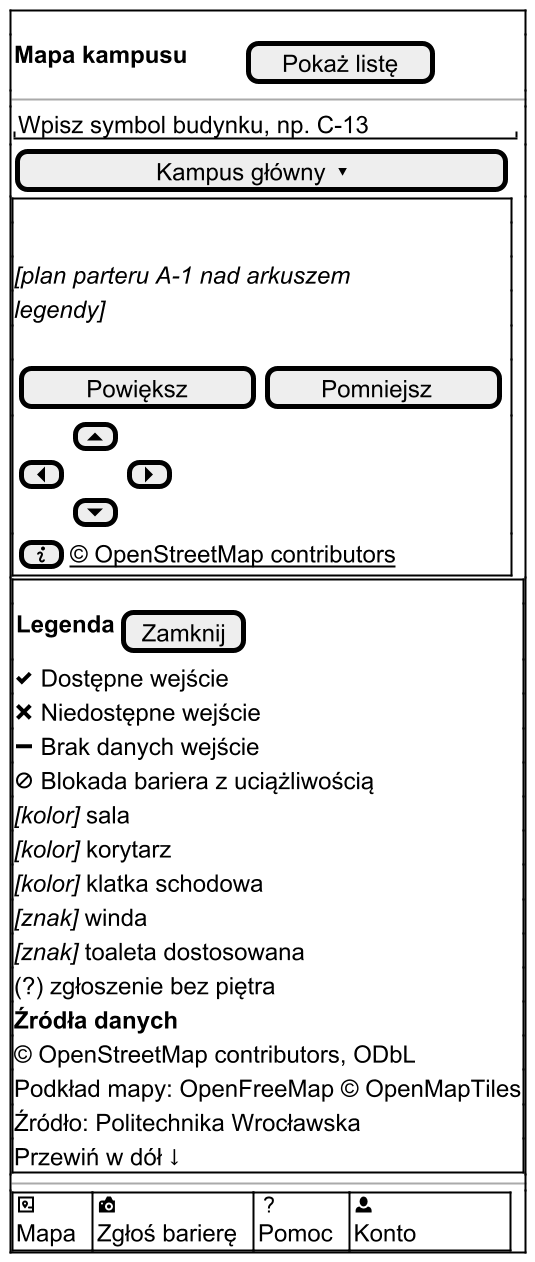 Mapa kampusu Pokaż listę
Wpisz symbol budynku, np. C-13
Kampus główny ▾
[plan parteru A-1 nad arkuszem
legendy]
Powiększ Pomniejsz
i © OpenStreetMap contributors
Legenda Zamknij
Dostępne wejście
Niedostępne wejście
Brak danych wejście
Blokada bariera z uciążliwością
[kolor] sala
[kolor] korytarz
[kolor] klatka schodowa
[znak] winda
[znak] toaleta dostosowana
(?) zgłoszenie bez piętra
Źródła danych
© OpenStreetMap contributors, ODbL
Podkład mapy: OpenFreeMap © OpenMapTiles
Źródło: Politechnika Wrocławska
Przewiń w dół ↓
?
Mapa Zgłoś barierę Pomoc Konto